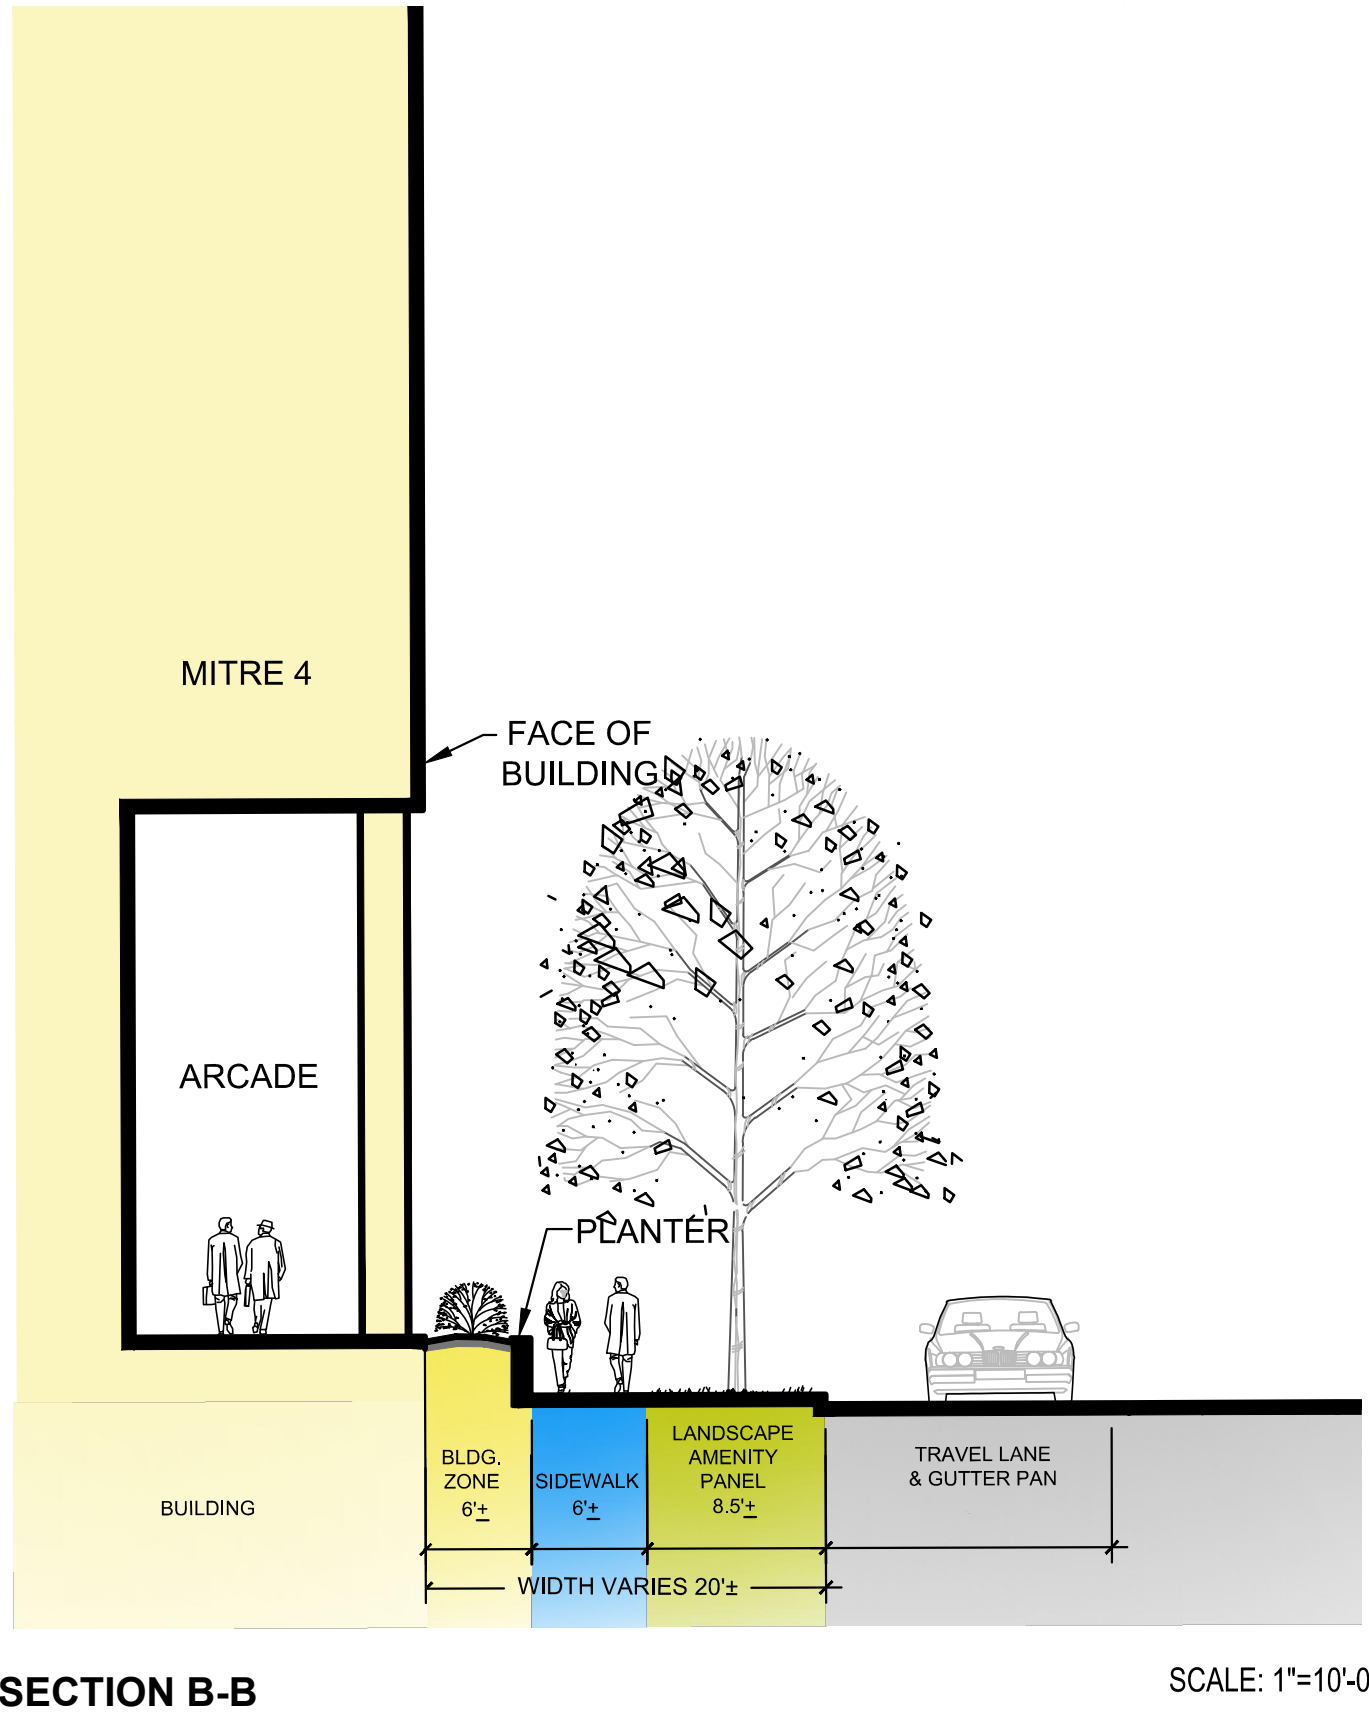 MITRE 4
FACE OF
BUILDING
ARCADE
PLANTER
BLDG.
ZONE
6'±
SIDEWALK
6'±
LANDSCAPE
AMENITY
PANEL
8.5'±
TRAVEL LANE
& GUTTER PAN
BUILDING
WIDTH VARIES 20'±
SECTION B-B
SCALE: 1"=10'-0